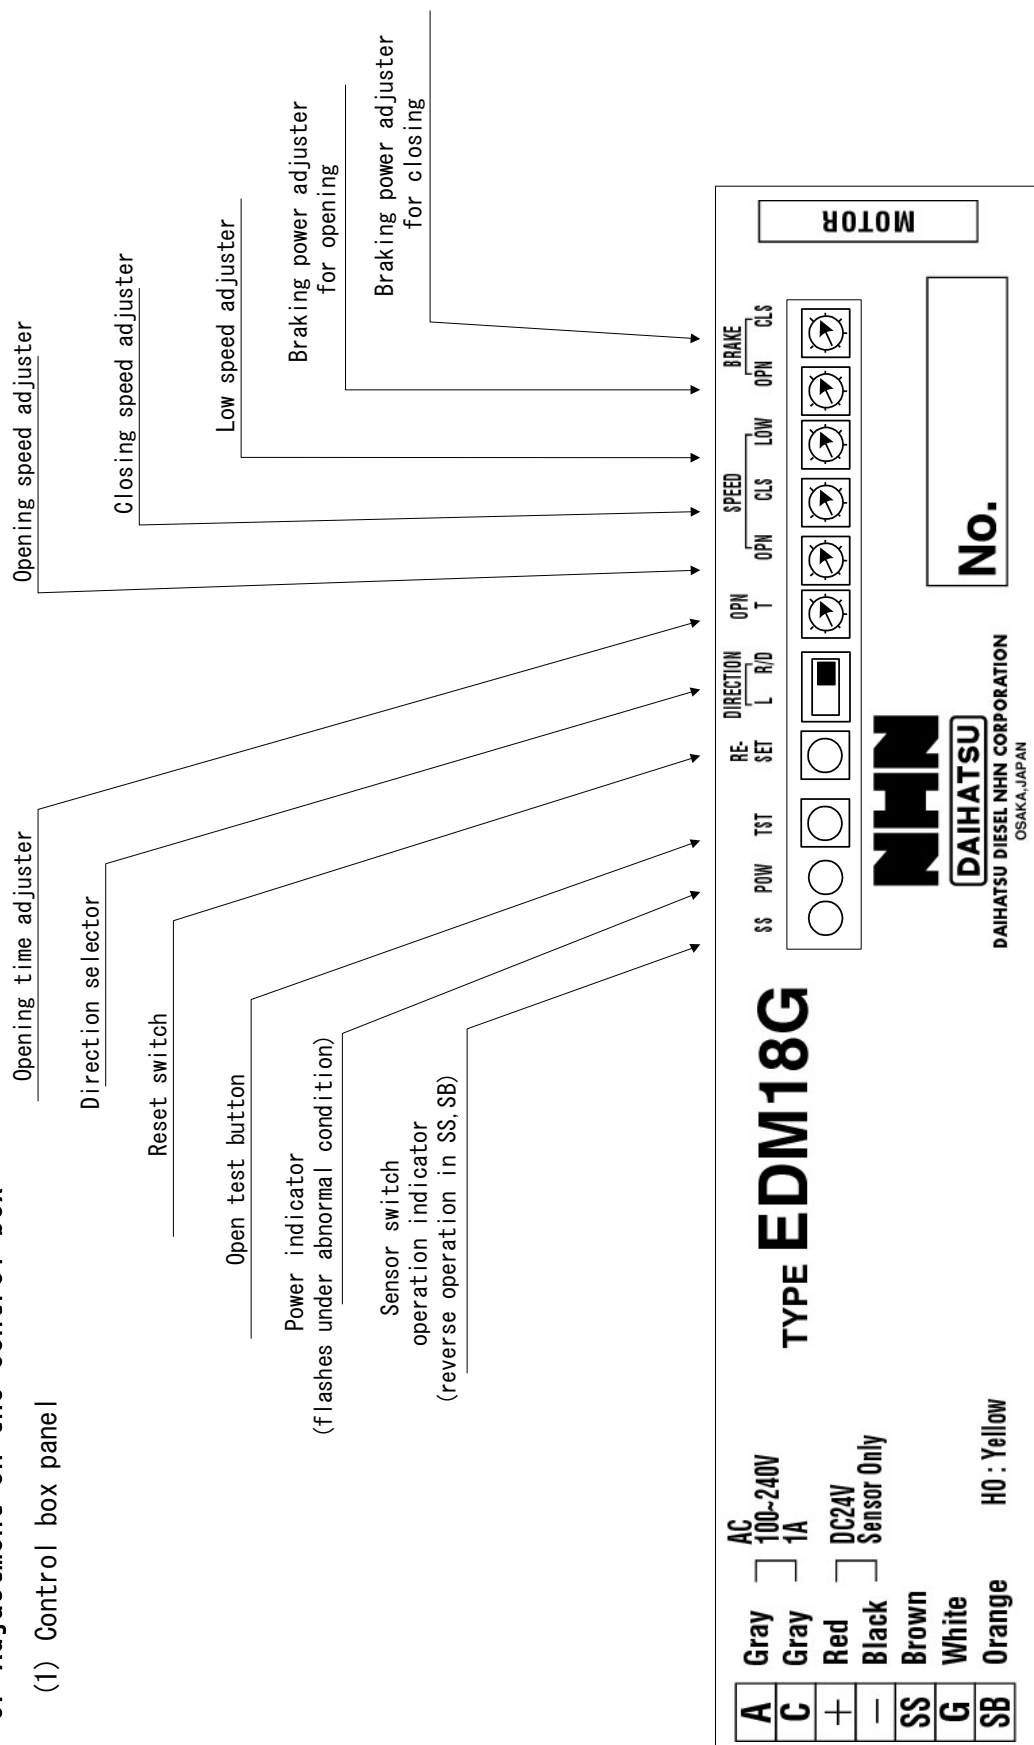 (1) Control box panel
Opening time adjuster
Opening speed adjuster
Direction selector
Closing speed adjuster
Reset switch
Low speed adjuster
Open test button
Braking power adjuster
for opening
Power indicator
(flashes under abnormal condition)
Braking power adjuster
for closing
Sensor switch
operation indicator
(reverse operation in SS,SB)
A Gray
C Gray
AC
100~240V
1A
+ Red
− Black
DC24V
Sensor Only
SS Brown
G White
SB Orange
HO : Yellow
TYPE EDM18G
SS POW TST
RE-
SET
DIRECTION
L R/D
OPN
T
SPEED
OPN CLS LOW
BRAKE
OPN CLS
MOTOR
NHN
DAIHATSU
DAIHATSU DIESEL NHN CORPORATION
OSAKA,JAPAN
No.